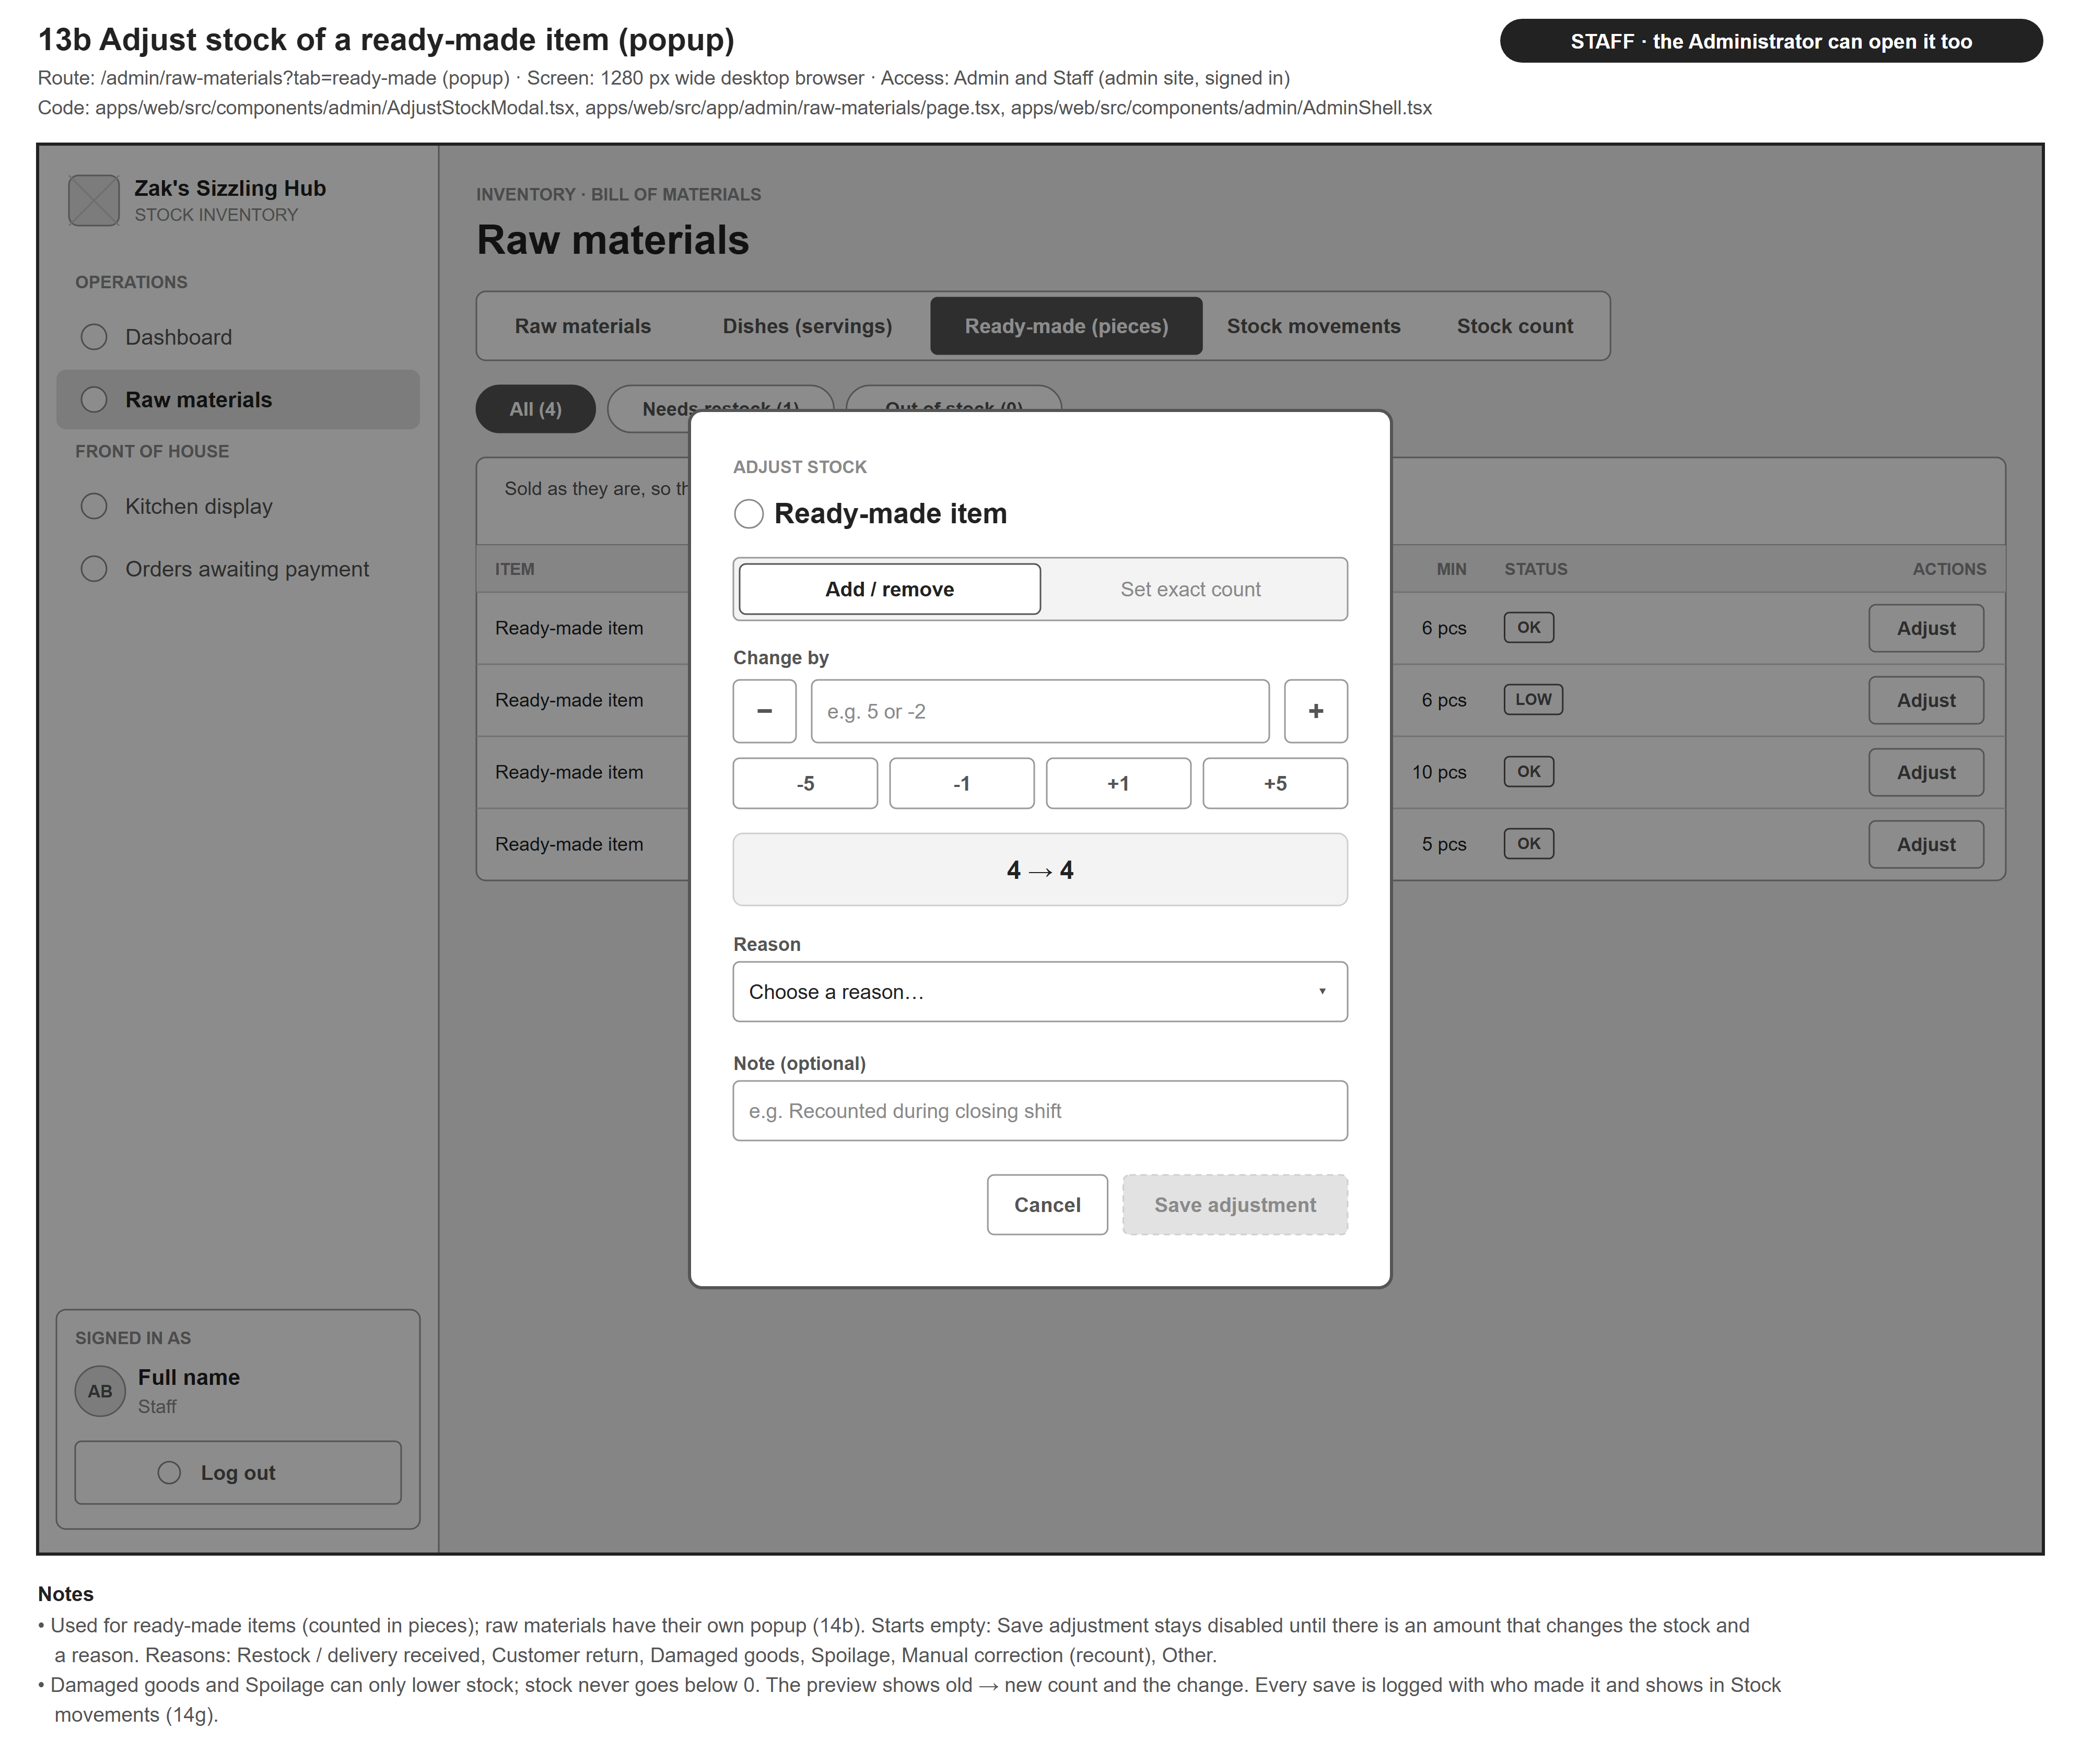 13b Adjust stock of a ready-made item (popup)
STAFF · the Administrator can open it too
Route: /admin/raw-materials?tab=ready-made (popup) · Screen: 1280 px wide desktop browser · Access: Admin and Staff (admin site, signed in)
Code: apps/web/src/components/admin/AdjustStockModal.tsx, apps/web/src/app/admin/raw-materials/page.tsx, apps/web/src/components/admin/AdminShell.tsx
Zak's Sizzling Hub
STOCK INVENTORY
OPERATIONS
Dashboard
Raw materials
FRONT OF HOUSE
Kitchen display
Orders awaiting payment
SIGNED IN AS
AB
Full name
Staff
Log out
INVENTORY · BILL OF MATERIALS
Raw materials
Raw materials Dishes (servings) Ready-made (pieces) Stock movements Stock count
All (4) Needs restock (1) Out of stock (0)
Sold as they are, so
ITEM MIN STATUS ACTIONS
Ready-made item 6 pcs OK Adjust
Ready-made item 6 pcs LOW Adjust
Ready-made item 10 pcs OK Adjust
Ready-made item 5 pcs OK Adjust
ADJUST STOCK
Ready-made item
Add / remove Set exact count
Change by
− e.g. 5 or -2 +
-5 -1 +1 +5
4 → 4
Reason
Choose a reason…
Note (optional)
e.g. Recounted during closing shift
Cancel Save adjustment
Notes
• Used for ready-made items (counted in pieces); raw materials have their own popup (14b). Starts empty: Save adjustment stays disabled until there is an amount that changes the stock and
a reason. Reasons: Restock / delivery received, Customer return, Damaged goods, Spoilage, Manual correction (recount), Other.
• Damaged goods and Spoilage can only lower stock; stock never goes below 0. The preview shows old → new count and the change. Every save is logged with who made it and shows in Stock
movements (14g).